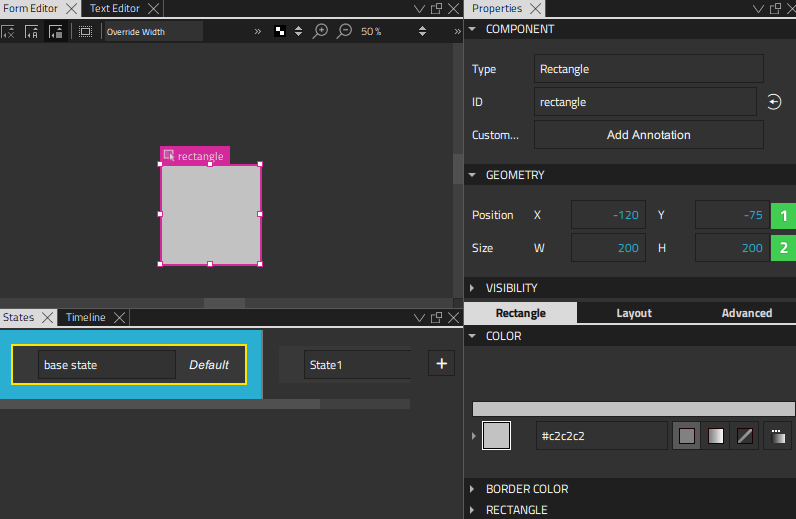 Form Editor
Text Editor
Override Width
50 %
rectangle
States
Timeline
base state
Default
State1
+
Properties
COMPONENT
Type
Rectangle
ID
rectangle
Custom...
Add Annotation
GEOMETRY
Position X -120 Y -75 1
Size W 200 H 200 2
VISIBILITY
Rectangle Layout Advanced
COLOR
#c2c2c2
BORDER COLOR
RECTANGLE